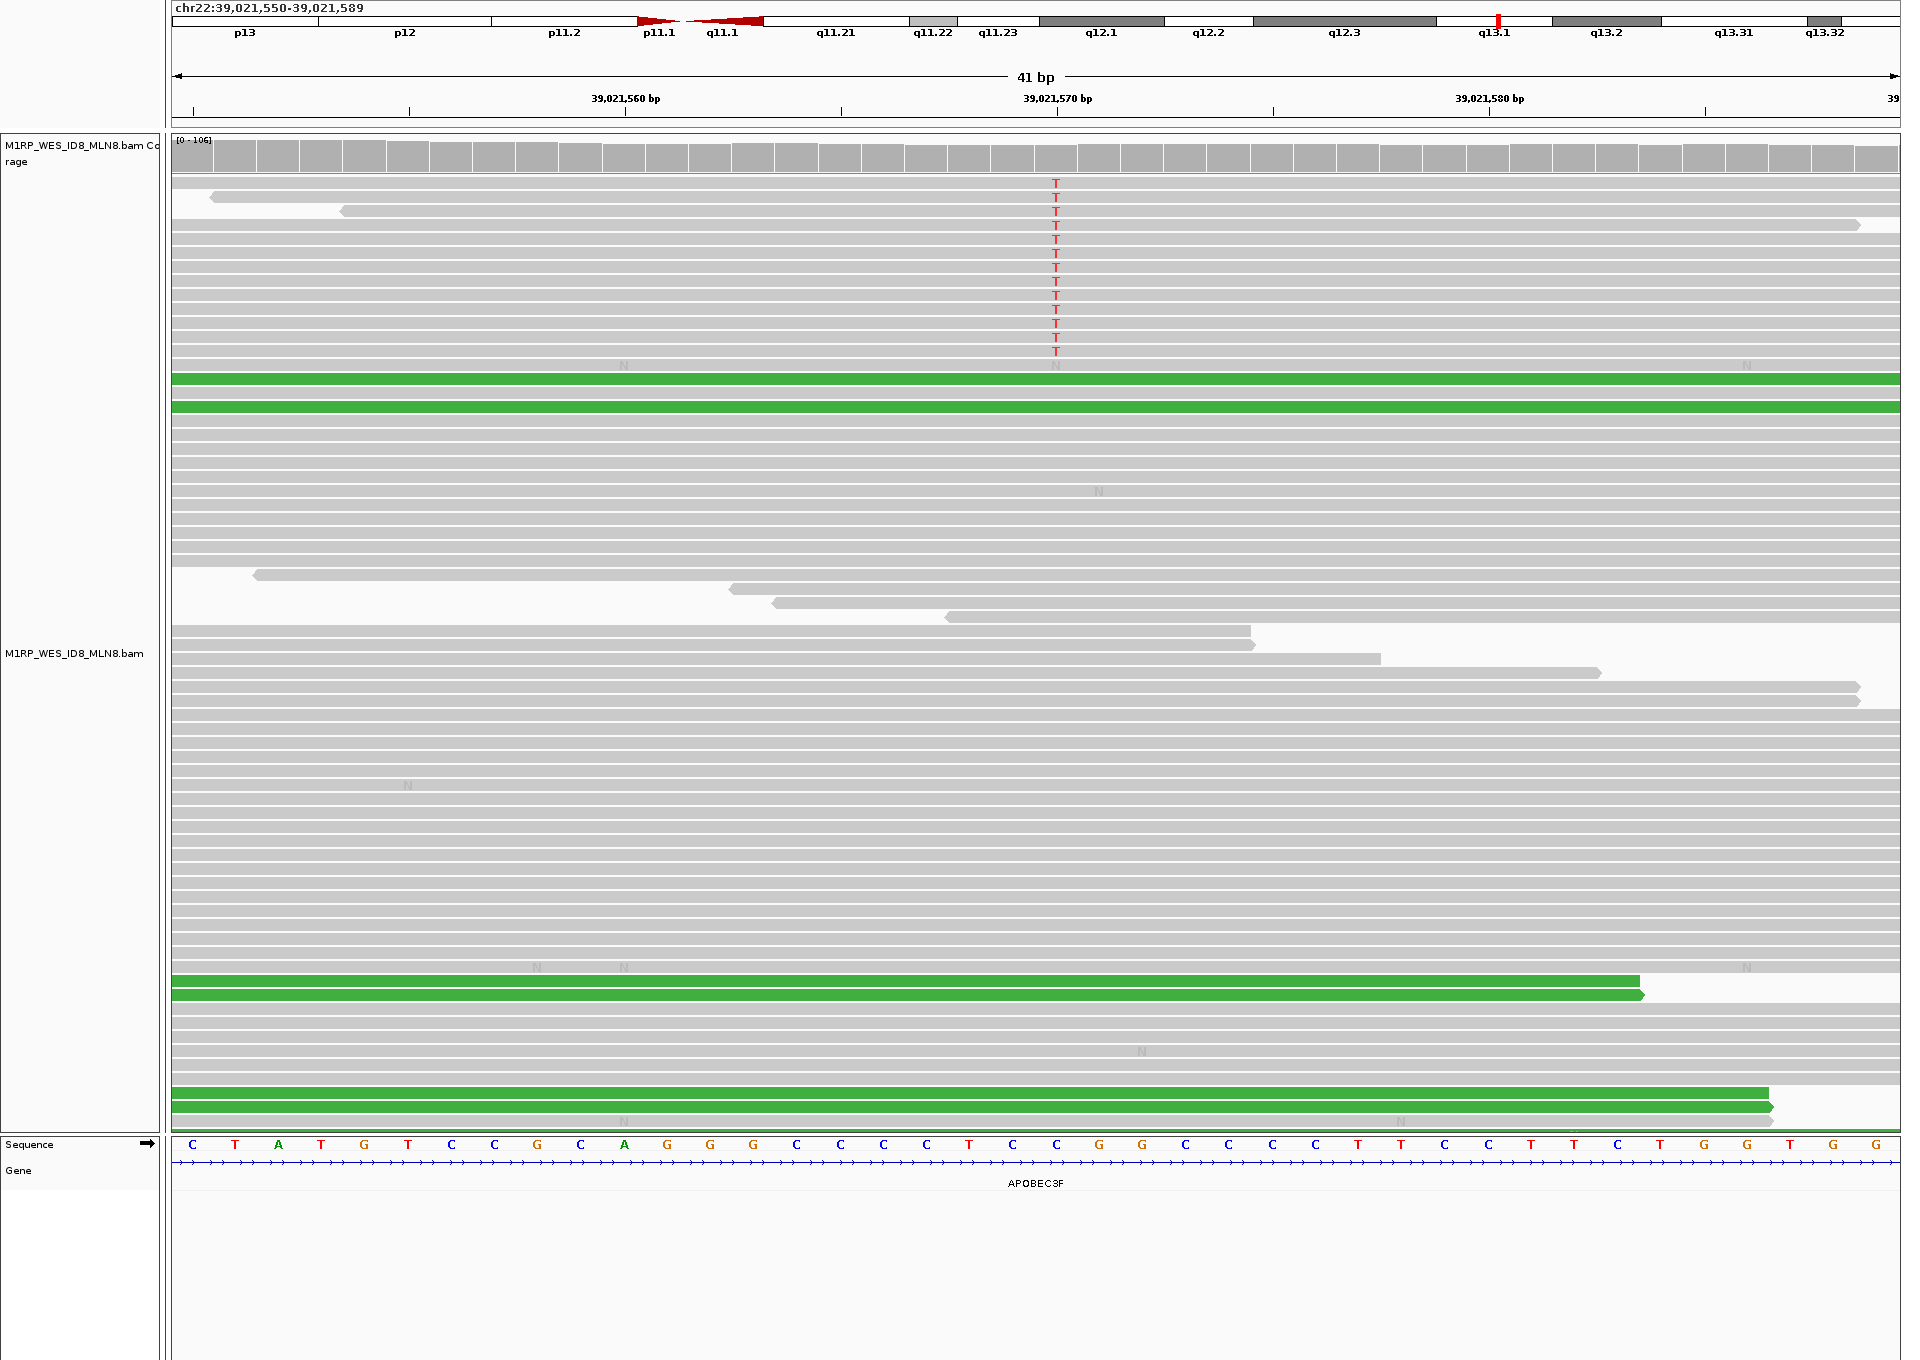 chr22:39,021,550-39,021,589
p13 p12 p11.2 p11.1 q11.1 q11.21 q11.22 q11.23 q12.1 q12.2 q12.3 q13.1 q13.2 q13.31 q13.32
41 bp
39,021,560 bp 39,021,570 bp 39,021,580 bp 39
M1RP_WES_ID8_MLN8.bam Co
rage
[0 - 106]
T
T
T
T
T
T
T
T
T
T
T
T
T
N N N
N
M1RP_WES_ID8_MLN8.bam
N
N N N
N
N N
Sequence C T A T G T C C G C A G G G C C C C T C C G G C C C C T T C C T T C T G G T G G
Gene
APOBEC3F